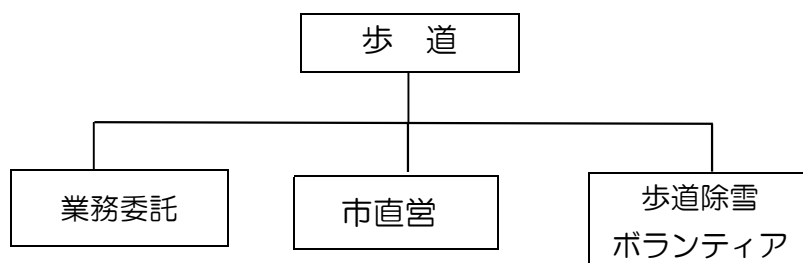 歩　道
業務委託
市直営
歩道除雪
ボランティア